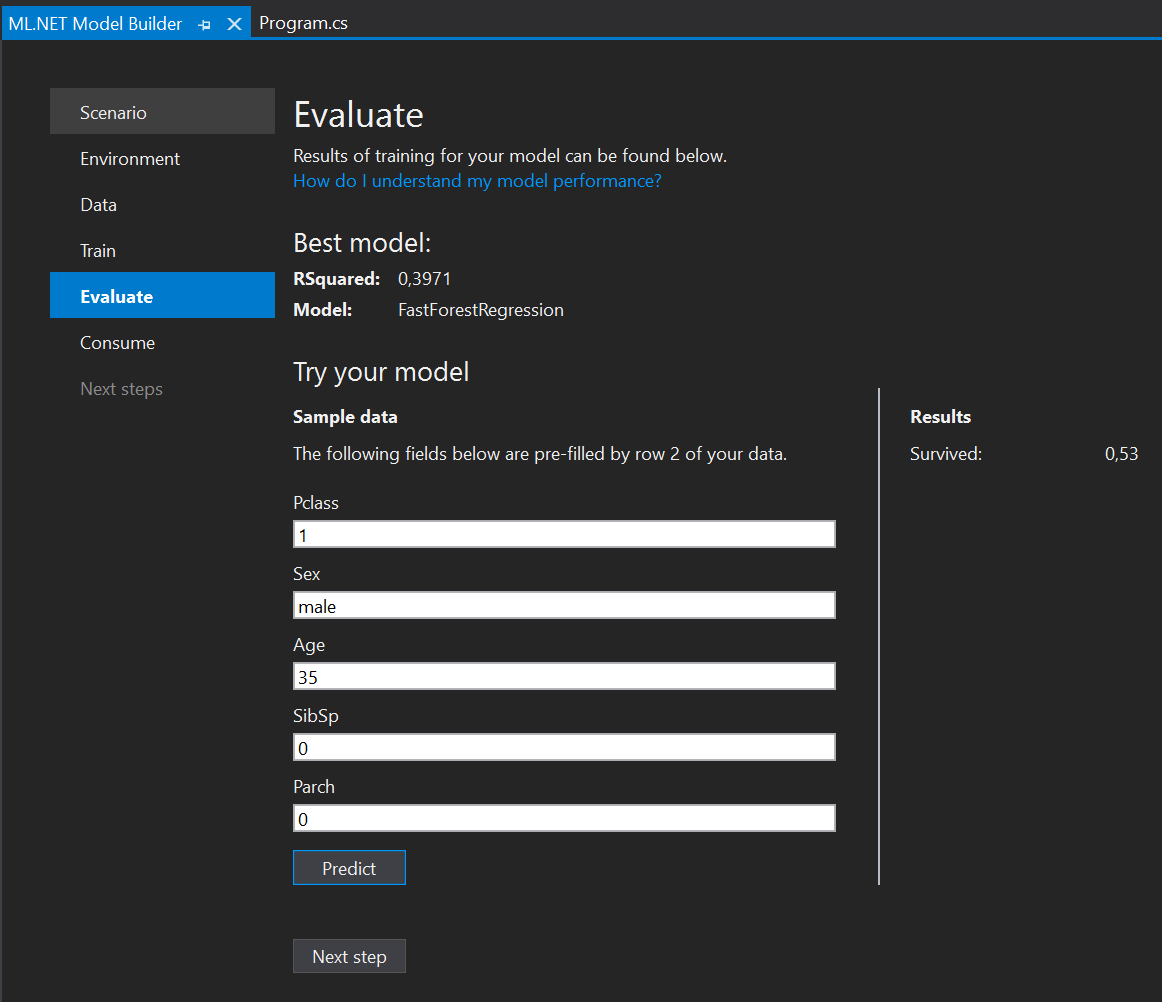 ML.NET Model Builder
Program.cs
Scenario
Environment
Data
Train
Evaluate
Consume
Next steps
Evaluate
Results of training for your model can be found below.
How do I understand my model performance?
Best model:
RSquared: 0,3971
Model: FastForestRegression
Try your model
Sample data
The following fields below are pre-filled by row 2 of your data.
Pclass
1
Sex
male
Age
35
SibSp
0
Parch
0
Predict
Next step
Results
Survived: 0,53